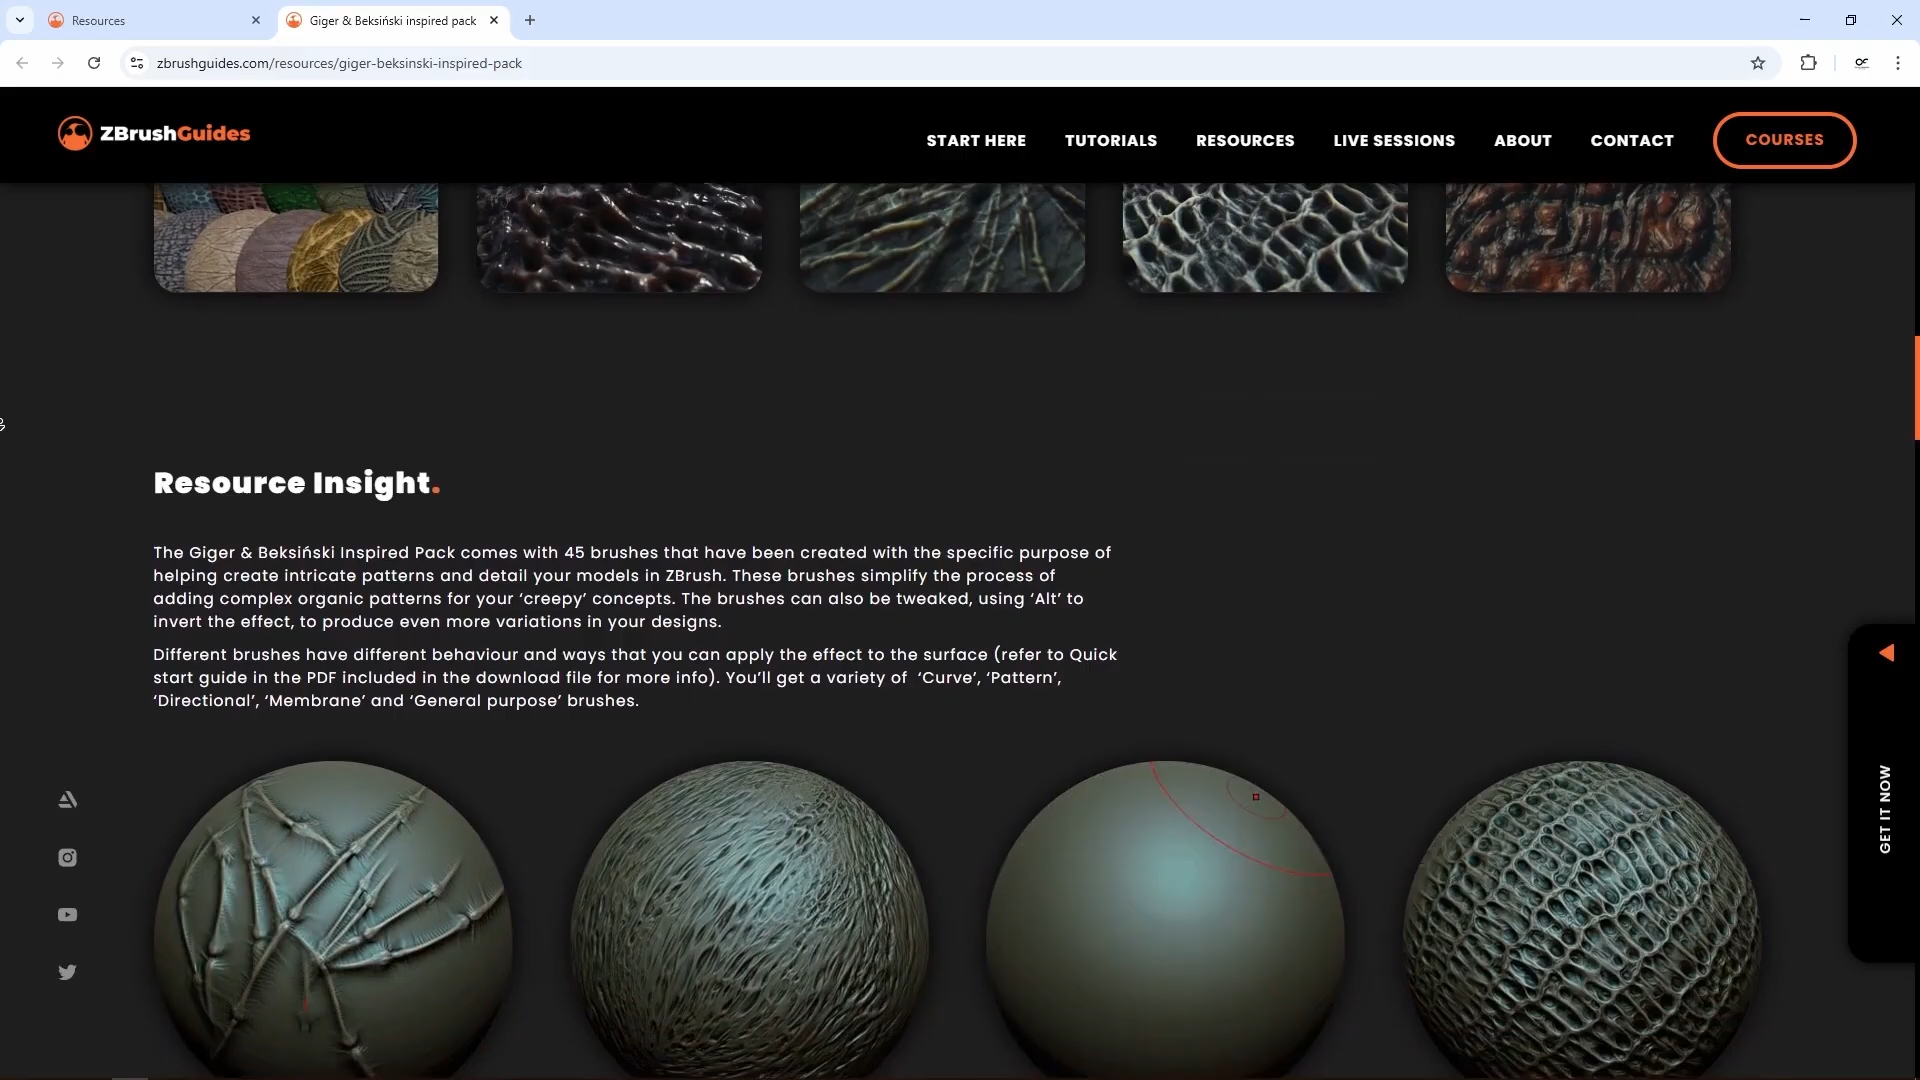 Resources
Giger & Beksiński inspired pack
zbrushguides.com/resources/giger-beksinski-inspired-pack
ZBrushGuides
START HERE
TUTORIALS
RESOURCES
LIVE SESSIONS
ABOUT
CONTACT
COURSES
Resource Insight.
The Giger & Beksiński Inspired Pack comes with 45 brushes that have been created with the specific purpose of
helping create intricate patterns and detail your models in ZBrush. These brushes simplify the process of
adding complex organic patterns for your ‘creepy’ concepts. The brushes can also be tweaked, using ‘Alt’ to
invert the effect, to produce even more variations in your designs.
Different brushes have different behaviour and ways that you can apply the effect to the surface (refer to Quick
start guide in the PDF included in the download file for more info). You’ll get a variety of ‘Curve’, ‘Pattern’,
‘Directional’, ‘Membrane’ and ‘General purpose’ brushes.
GET IT NOW